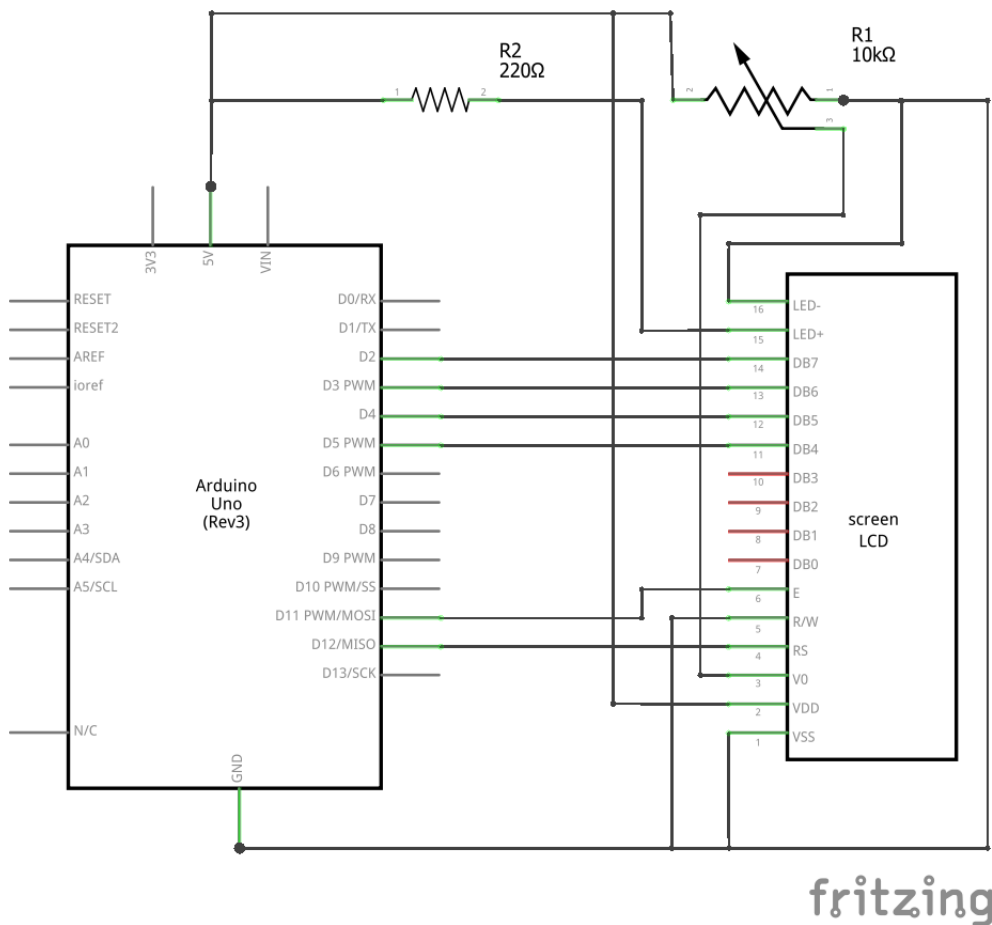 R2
220Ω
R1
10kΩ
1
2
2
1
3
3V3
5V
VIN
RESET
RESET2
AREF
ioref
A0
A1
A2
A3
A4/SDA
A5/SCL
N/C
Arduino
Uno
(Rev3)
D0/RX
D1/TX
D2
D3 PWM
D4
D5 PWM
D6 PWM
D7
D8
D9 PWM
D10 PWM/SS
D11 PWM/MOSI
D12/MISO
D13/SCK
GND
16 LED-
15 LED+
14 DB7
13 DB6
12 DB5
11 DB4
10 DB3
9 DB2
8 DB1
7 DB0
6 E
5 R/W
4 RS
3 V0
2 VDD
1 VSS
screen
LCD
fritzing